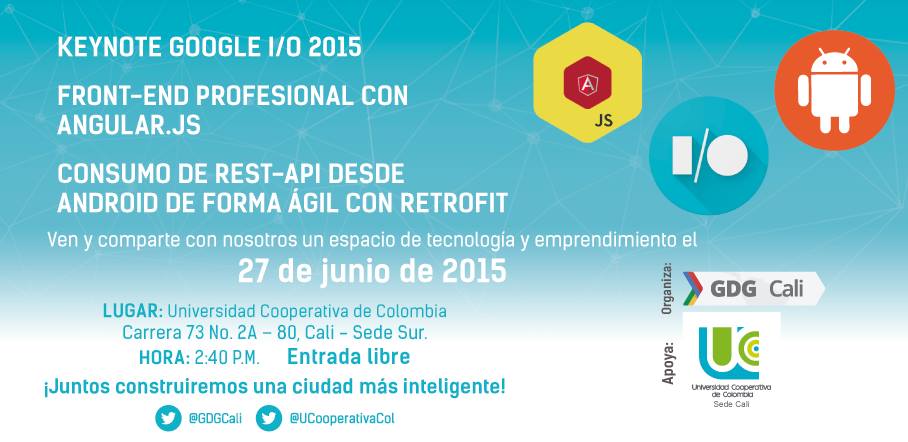 KEYNOTE GOOGLE I/O 2015
FRONT-END PROFESIONAL CON
ANGULAR.JS
CONSUMO DE REST-API DESDE
ANDROID DE FORMA ÁGIL CON RETROFIT
Ven y comparte con nosotros un espacio de tecnología y emprendimiento el
27 de junio de 2015
LUGAR: Universidad Cooperativa de Colombia
Carrera 73 No. 2A – 80, Cali - Sede Sur.
HORA: 2:40 P.M. Entrada libre
¡Juntos construiremos una ciudad más inteligente!
@GDGCali @UCooperativaCol
A
JS
I/O
Organiza:
GDG Cali
Apoya:
UCC
Universidad Cooperativa
de Colombia
Sede Cali